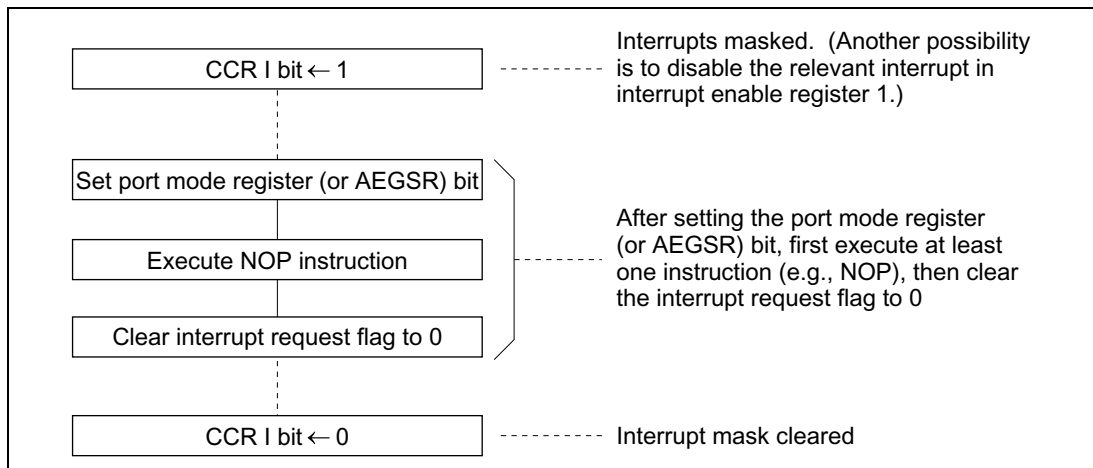 CCR I bit ← 1
Interrupts masked. (Another possibility
is to disable the relevant interrupt in
interrupt enable register 1.)
Set port mode register (or AEGSR) bit
Execute NOP instruction
Clear interrupt request flag to 0
After setting the port mode register
(or AEGSR) bit, first execute at least
one instruction (e.g., NOP), then clear
the interrupt request flag to 0
CCR I bit ← 0
Interrupt mask cleared